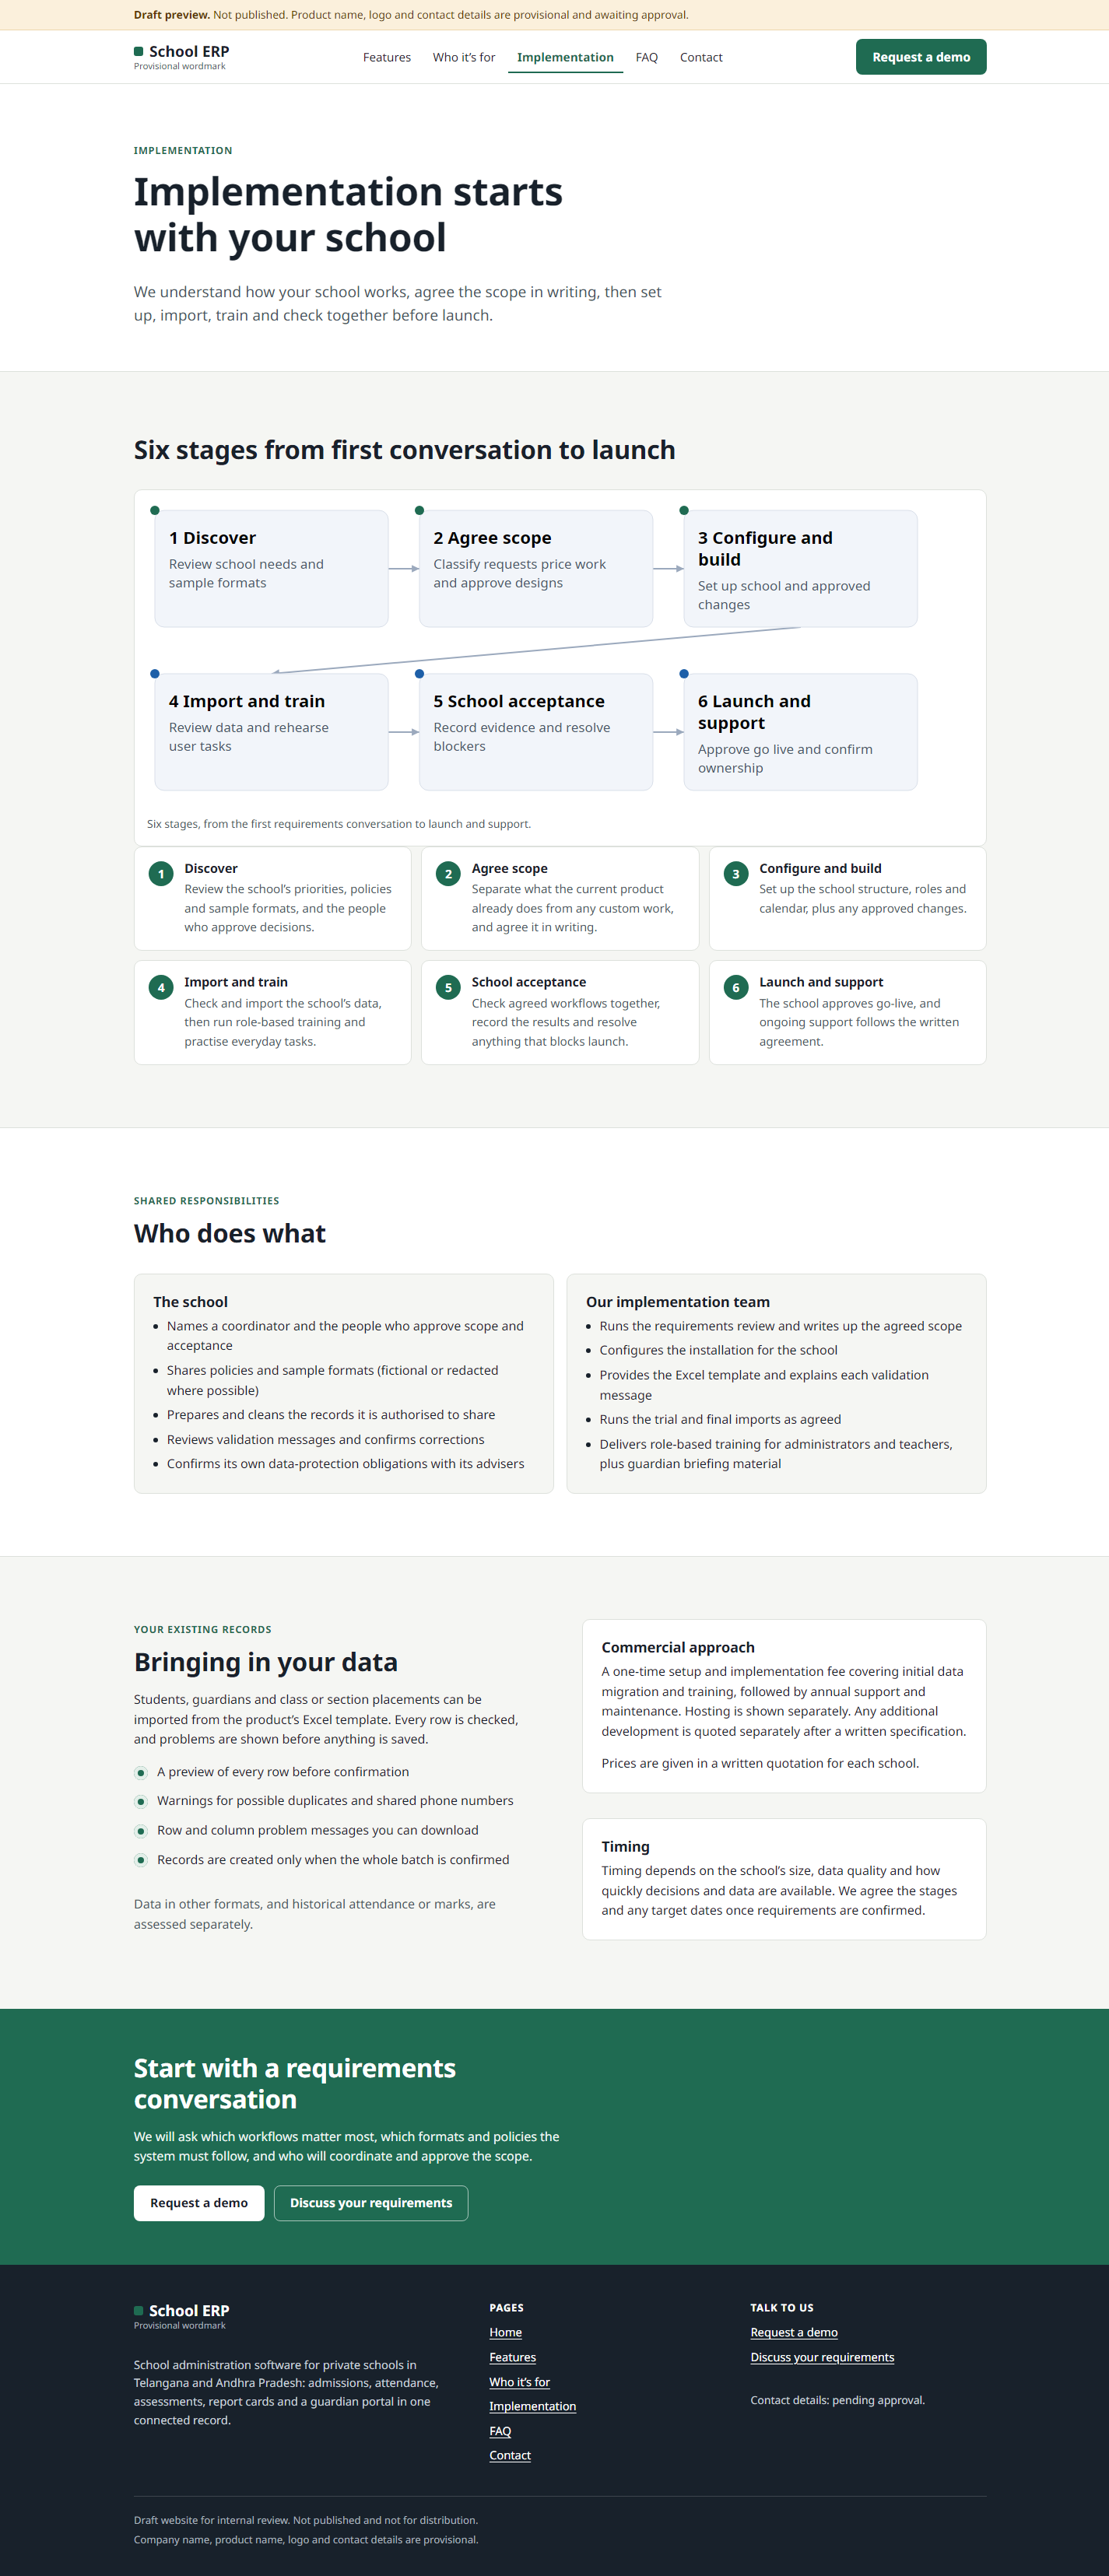 Draft preview. Not published. Product name, logo and contact details are provisional and awaiting approval.
School ERP
Provisional wordmark
Features
Who it’s for
Implementation
FAQ
Contact
Request a demo
IMPLEMENTATION
Implementation starts
with your school
We understand how your school works, agree the scope in writing, then set
up, import, train and check together before launch.
Six stages from first conversation to launch
1 Discover
Review school needs and
sample formats
2 Agree scope
Classify requests price work
and approve designs
3 Configure and
build
Set up school and approved
changes
4 Import and train
Review data and rehearse
user tasks
5 School acceptance
Record evidence and resolve
blockers
6 Launch and
support
Approve go live and confirm
ownership
Six stages, from the first requirements conversation to launch and support.
1
Discover
Review the school’s priorities, policies
and sample formats, and the people
who approve decisions.
2
Agree scope
Separate what the current product
already does from any custom work,
and agree it in writing.
3
Configure and build
Set up the school structure, roles and
calendar, plus any approved changes.
4
Import and train
Check and import the school’s data,
then run role-based training and
practise everyday tasks.
5
School acceptance
Check agreed workflows together,
record the results and resolve
anything that blocks launch.
6
Launch and support
The school approves go-live, and
ongoing support follows the written
agreement.
SHARED RESPONSIBILITIES
Who does what
The school
Names a coordinator and the people who approve scope and
acceptance
Shares policies and sample formats (fictional or redacted
where possible)
Prepares and cleans the records it is authorised to share
Reviews validation messages and confirms corrections
Confirms its own data-protection obligations with its advisers
Our implementation team
Runs the requirements review and writes up the agreed scope
Configures the installation for the school
Provides the Excel template and explains each validation
message
Runs the trial and final imports as agreed
Delivers role-based training for administrators and teachers,
plus guardian briefing material
YOUR EXISTING RECORDS
Bringing in your data
Students, guardians and class or section placements can be
imported from the product’s Excel template. Every row is checked,
and problems are shown before anything is saved.
A preview of every row before confirmation
Warnings for possible duplicates and shared phone numbers
Row and column problem messages you can download
Records are created only when the whole batch is confirmed
Data in other formats, and historical attendance or marks, are
assessed separately.
Commercial approach
A one-time setup and implementation fee covering initial data
migration and training, followed by annual support and
maintenance. Hosting is shown separately. Any additional
development is quoted separately after a written specification.
Prices are given in a written quotation for each school.
Timing
Timing depends on the school’s size, data quality and how
quickly decisions and data are available. We agree the stages
and any target dates once requirements are confirmed.
Start with a requirements
conversation
We will ask which workflows matter most, which formats and policies the
system must follow, and who will coordinate and approve the scope.
Request a demo
Discuss your requirements
School ERP
Provisional wordmark
School administration software for private schools in
Telangana and Andhra Pradesh: admissions, attendance,
assessments, report cards and a guardian portal in one
connected record.
PAGES
Home
Features
Who it’s for
Implementation
FAQ
Contact
TALK TO US
Request a demo
Discuss your requirements
Contact details: pending approval.
Draft website for internal review. Not published and not for distribution.
Company name, product name, logo and contact details are provisional.